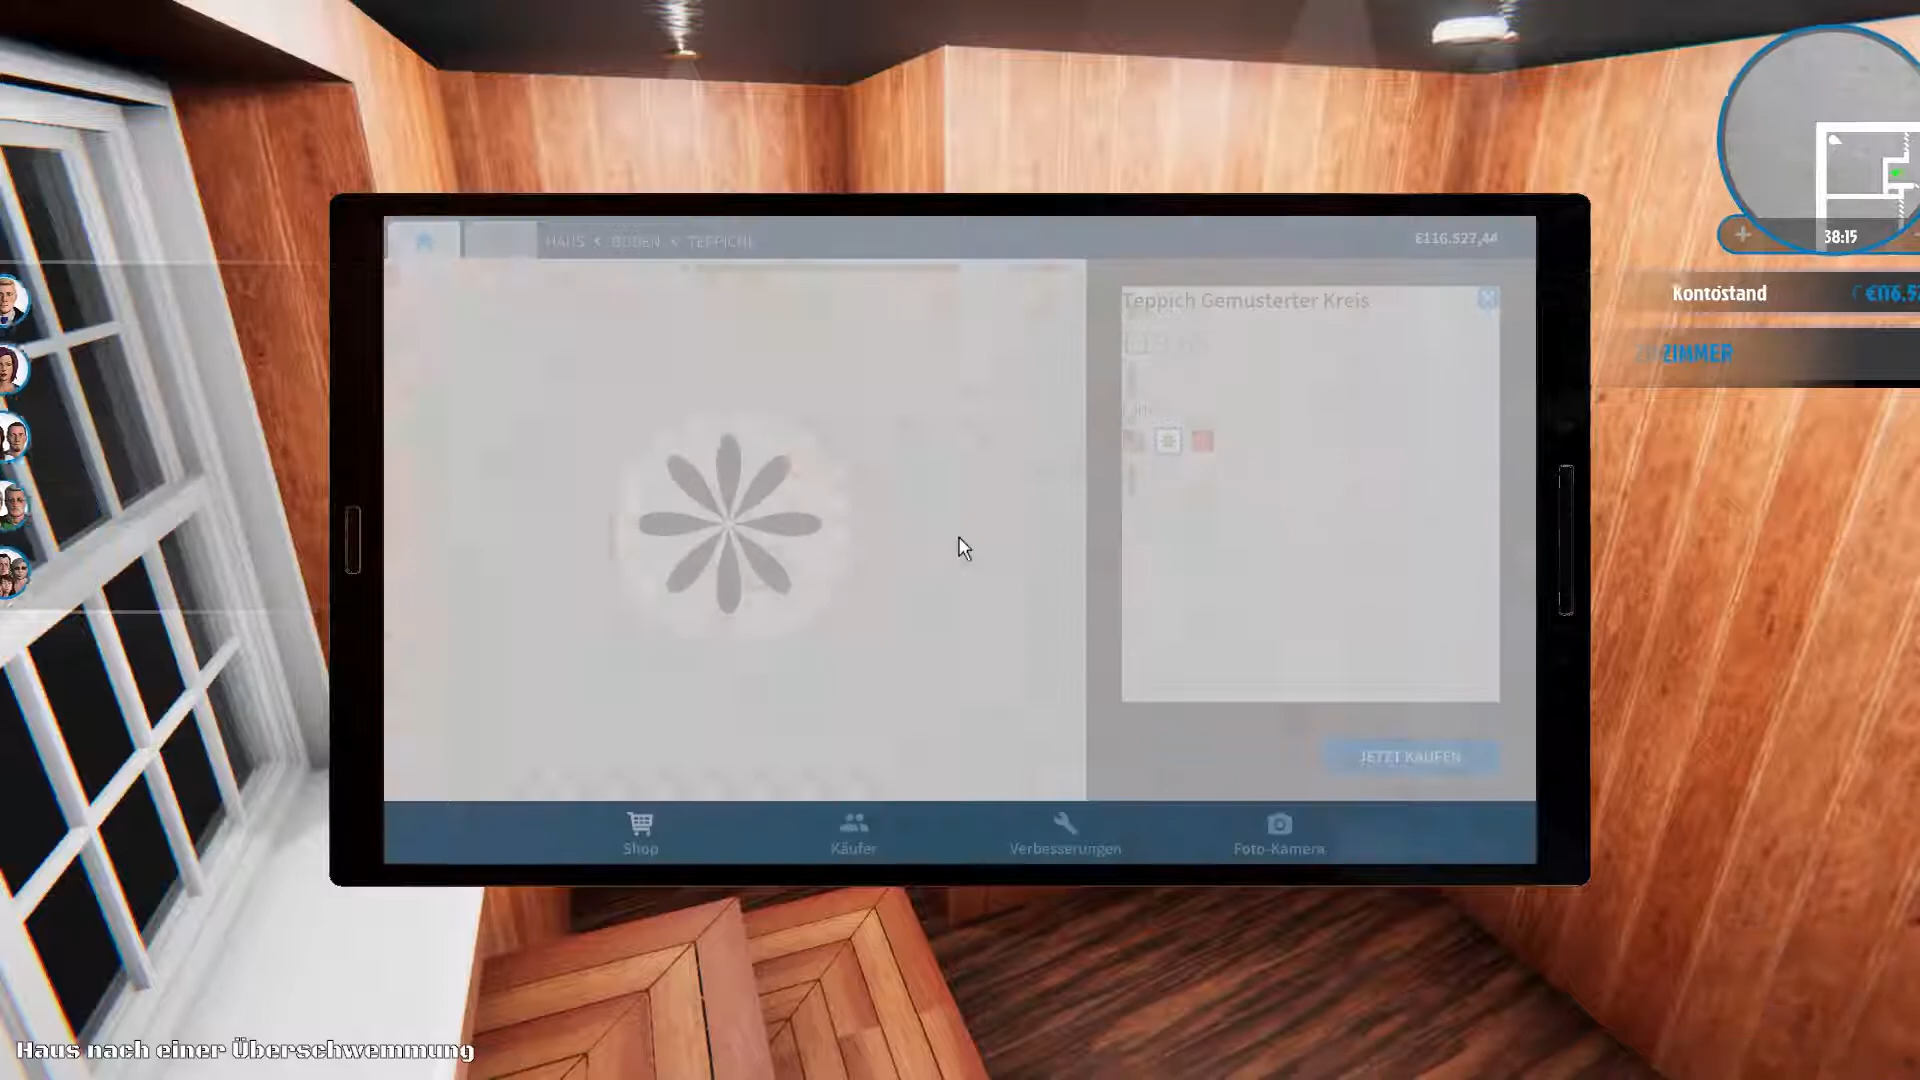 HAUS < BODEN < TEPPICHE
€116.527,44
38:15
Teppich Gemusterter Kreis
Kontostand
ZIMMER
JETZT KAUFEN
Shop
Käufer
Verbesserungen
Foto-Kamera
Haus nach einer Überschwemmung